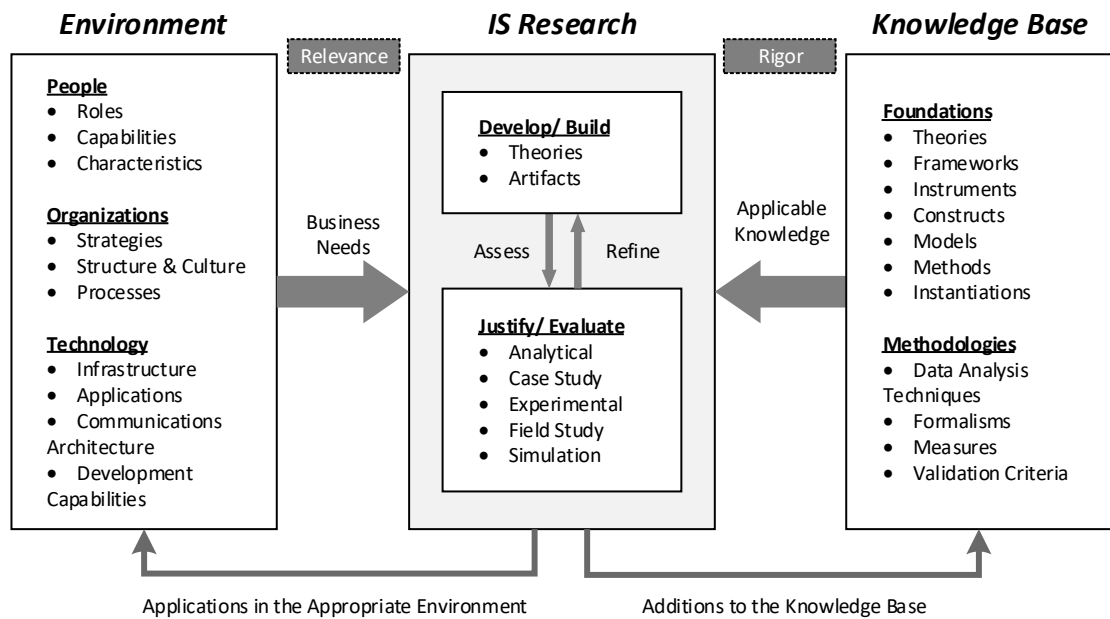 Environment
IS Research
Knowledge Base
Relevance
Rigor
People
• Roles
• Capabilities
• Characteristics
Organizations
• Strategies
• Structure & Culture
• Processes
Technology
• Infrastructure
• Applications
• Communications
Architecture
• Development
Capabilities
Business
Needs
Develop/ Build
• Theories
• Artifacts
Assess
Refine
Justify/ Evaluate
• Analytical
• Case Study
• Experimental
• Field Study
• Simulation
Applicable
Knowledge
Foundations
• Theories
• Frameworks
• Instruments
• Constructs
• Models
• Methods
• Instantiations
Methodologies
• Data Analysis
Techniques
• Formalisms
• Measures
• Validation Criteria
Applications in the Appropriate Environment
Additions to the Knowledge Base